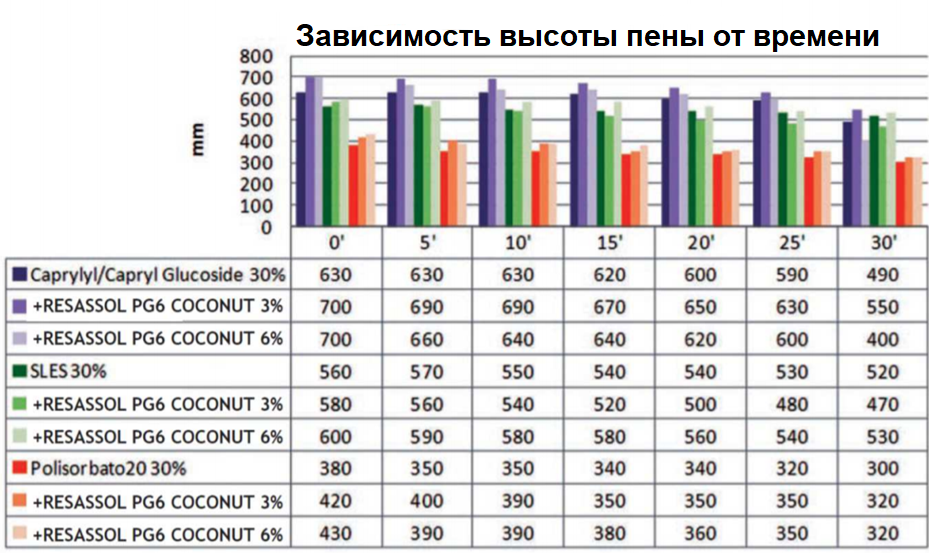 Зависимость высоты пены от времени
800
700
600
500
400
300
200
100
0
mm
0' 5' 10' 15' 20' 25' 30'
Caprylyl/Capryl Glucoside 30% 630 630 630 620 600 590 490
+RESASSOL PG6 COCONUT 3% 700 690 690 670 650 630 550
+RESASSOL PG6 COCONUT 6% 700 660 640 640 620 600 400
SLES 30% 560 570 550 540 540 530 520
+RESASSOL PG6 COCONUT 3% 580 560 540 520 500 480 470
+RESASSOL PG6 COCONUT 6% 600 590 580 580 560 540 530
Polisorbato20 30% 380 350 350 340 340 320 300
+RESASSOL PG6 COCONUT 3% 420 400 390 350 350 350 320
+RESASSOL PG6 COCONUT 6% 430 390 390 380 360 350 320